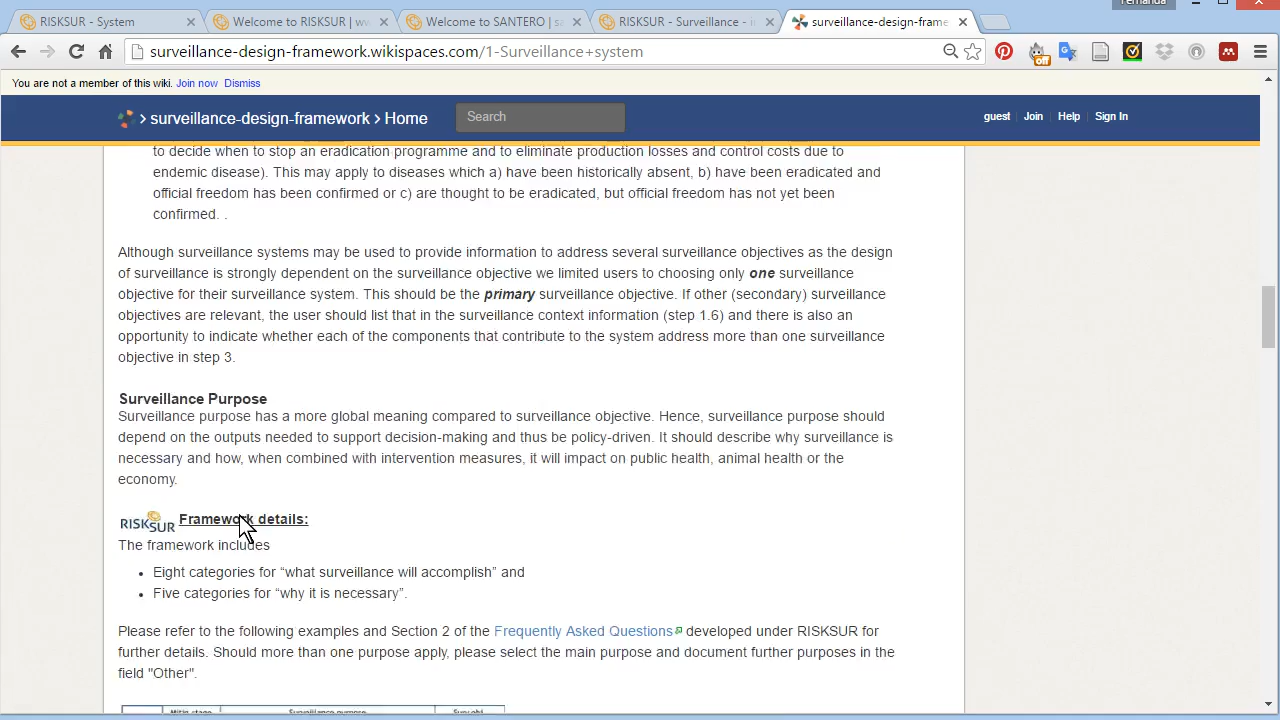 Fernanda
RISKSUR - System
Welcome to RISKSUR | ww
Welcome to SANTERO | sa
RISKSUR - Surveillance - i
surveillance-design-frame
surveillance-design-framework.wikispaces.com/1-Surveillance+system
off
You are not a member of this wiki. Join now Dismiss
surveillance-design-framework > Home
Search
guest Join Help Sign In
to decide when to stop an eradication programme and to eliminate production losses and control costs due to
endemic disease). This may apply to diseases which a) have been historically absent, b) have been eradicated and
official freedom has been confirmed or c) are thought to be eradicated, but official freedom has not yet been
confirmed. .
Although surveillance systems may be used to provide information to address several surveillance objectives as the design
of surveillance is strongly dependent on the surveillance objective we limited users to choosing only one surveillance
objective for their surveillance system. This should be the primary surveillance objective. If other (secondary) surveillance
objectives are relevant, the user should list that in the surveillance context information (step 1.6) and there is also an
opportunity to indicate whether each of the components that contribute to the system address more than one surveillance
objective in step 3.
Surveillance Purpose
Surveillance purpose has a more global meaning compared to surveillance objective. Hence, surveillance purpose should
depend on the outputs needed to support decision-making and thus be policy-driven. It should describe why surveillance is
necessary and how, when combined with intervention measures, it will impact on public health, animal health or the
economy.
RISKSUR Framework details:
The framework includes
• Eight categories for “what surveillance will accomplish” and
• Five categories for “why it is necessary”.
Please refer to the following examples and Section 2 of the Frequently Asked Questions developed under RISKSUR for
further details. Should more than one purpose apply, please select the main purpose and document further purposes in the
field "Other".